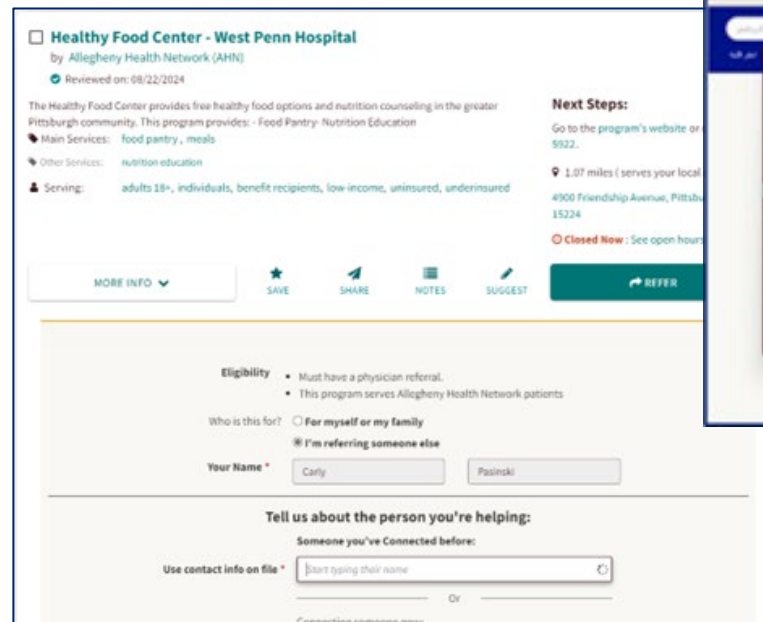 Healthy Food Center - West Penn Hospital
by Allegheny Health Network (AHN)
Reviewed on: 08/22/2024
The Healthy Food Center provides free healthy food options and nutrition counseling in the greater
Pittsburgh community. This program provides: - Food Pantry- Nutrition Education
Main Services: food pantry , meals
Other Services: nutrition education
Serving: adults 18+, individuals, benefit recipients, low-income, uninsured, underinsured
Next Steps:
Go to the program's website or
5922.
1.07 miles ( serves your local
4900 Friendship Avenue, Pittsbu
15224
Closed Now : See open hours
MORE INFO
SAVE
SHARE
NOTES
SUGGEST
REFER
Eligibility
Must have a physician referral.
This program serves Allegheny Health Network patients
Who is this for? For myself or my family
I'm referring someone else
Your Name * Carly Pasinski
Tell us about the person you're helping:
Someone you've Connected before:
Use contact info on file * Start typing their name
Or
Connecting someone new: